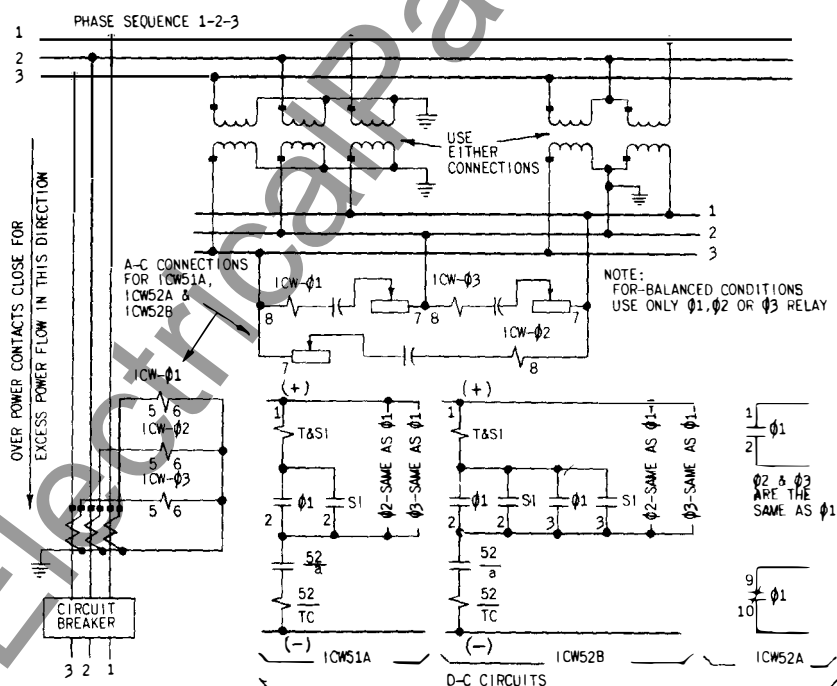 PHASE SEQUENCE 1-2-3
1
2
3
USE
EITHER
CONNECTIONS
1
2
3
OVER POWER CONTACTS CLOSE FOR
EXCESS POWER FLOW IN THIS DIRECTION
A-C CONNECTIONS
FOR ICW51A,
ICW52A &
ICW52B
ICW-φ1
8
7
ICW-φ3
8
7
ICW-φ2
7
8
NOTE:
FOR-BALANCED CONDITIONS
USE ONLY φ1,φ2 OR φ3 RELAY
ICW-φ1
5 6
ICW-φ2
5 6
ICW-φ3
5 6
CIRCUIT
BREAKER
3 2 1
(+)
1
T&SI
φ1
SI
2
2
φ2-SAME AS φ1-
φ3-SAME AS φ1-
52
a
52
TC
(-)
ICW51A
(+)
1
T&SI
φ1
SI
φ1
SI
2
2
3
3
φ2-SAME AS φ1-
φ3-SAME AS φ1-
52
a
52
TC
(-)
ICW52B
1
φ1
2
φ2 & φ3
ARE THE
SAME AS φ1
9
φ1
10
ICW52A
D-C CIRCUITS
ElectricalPa